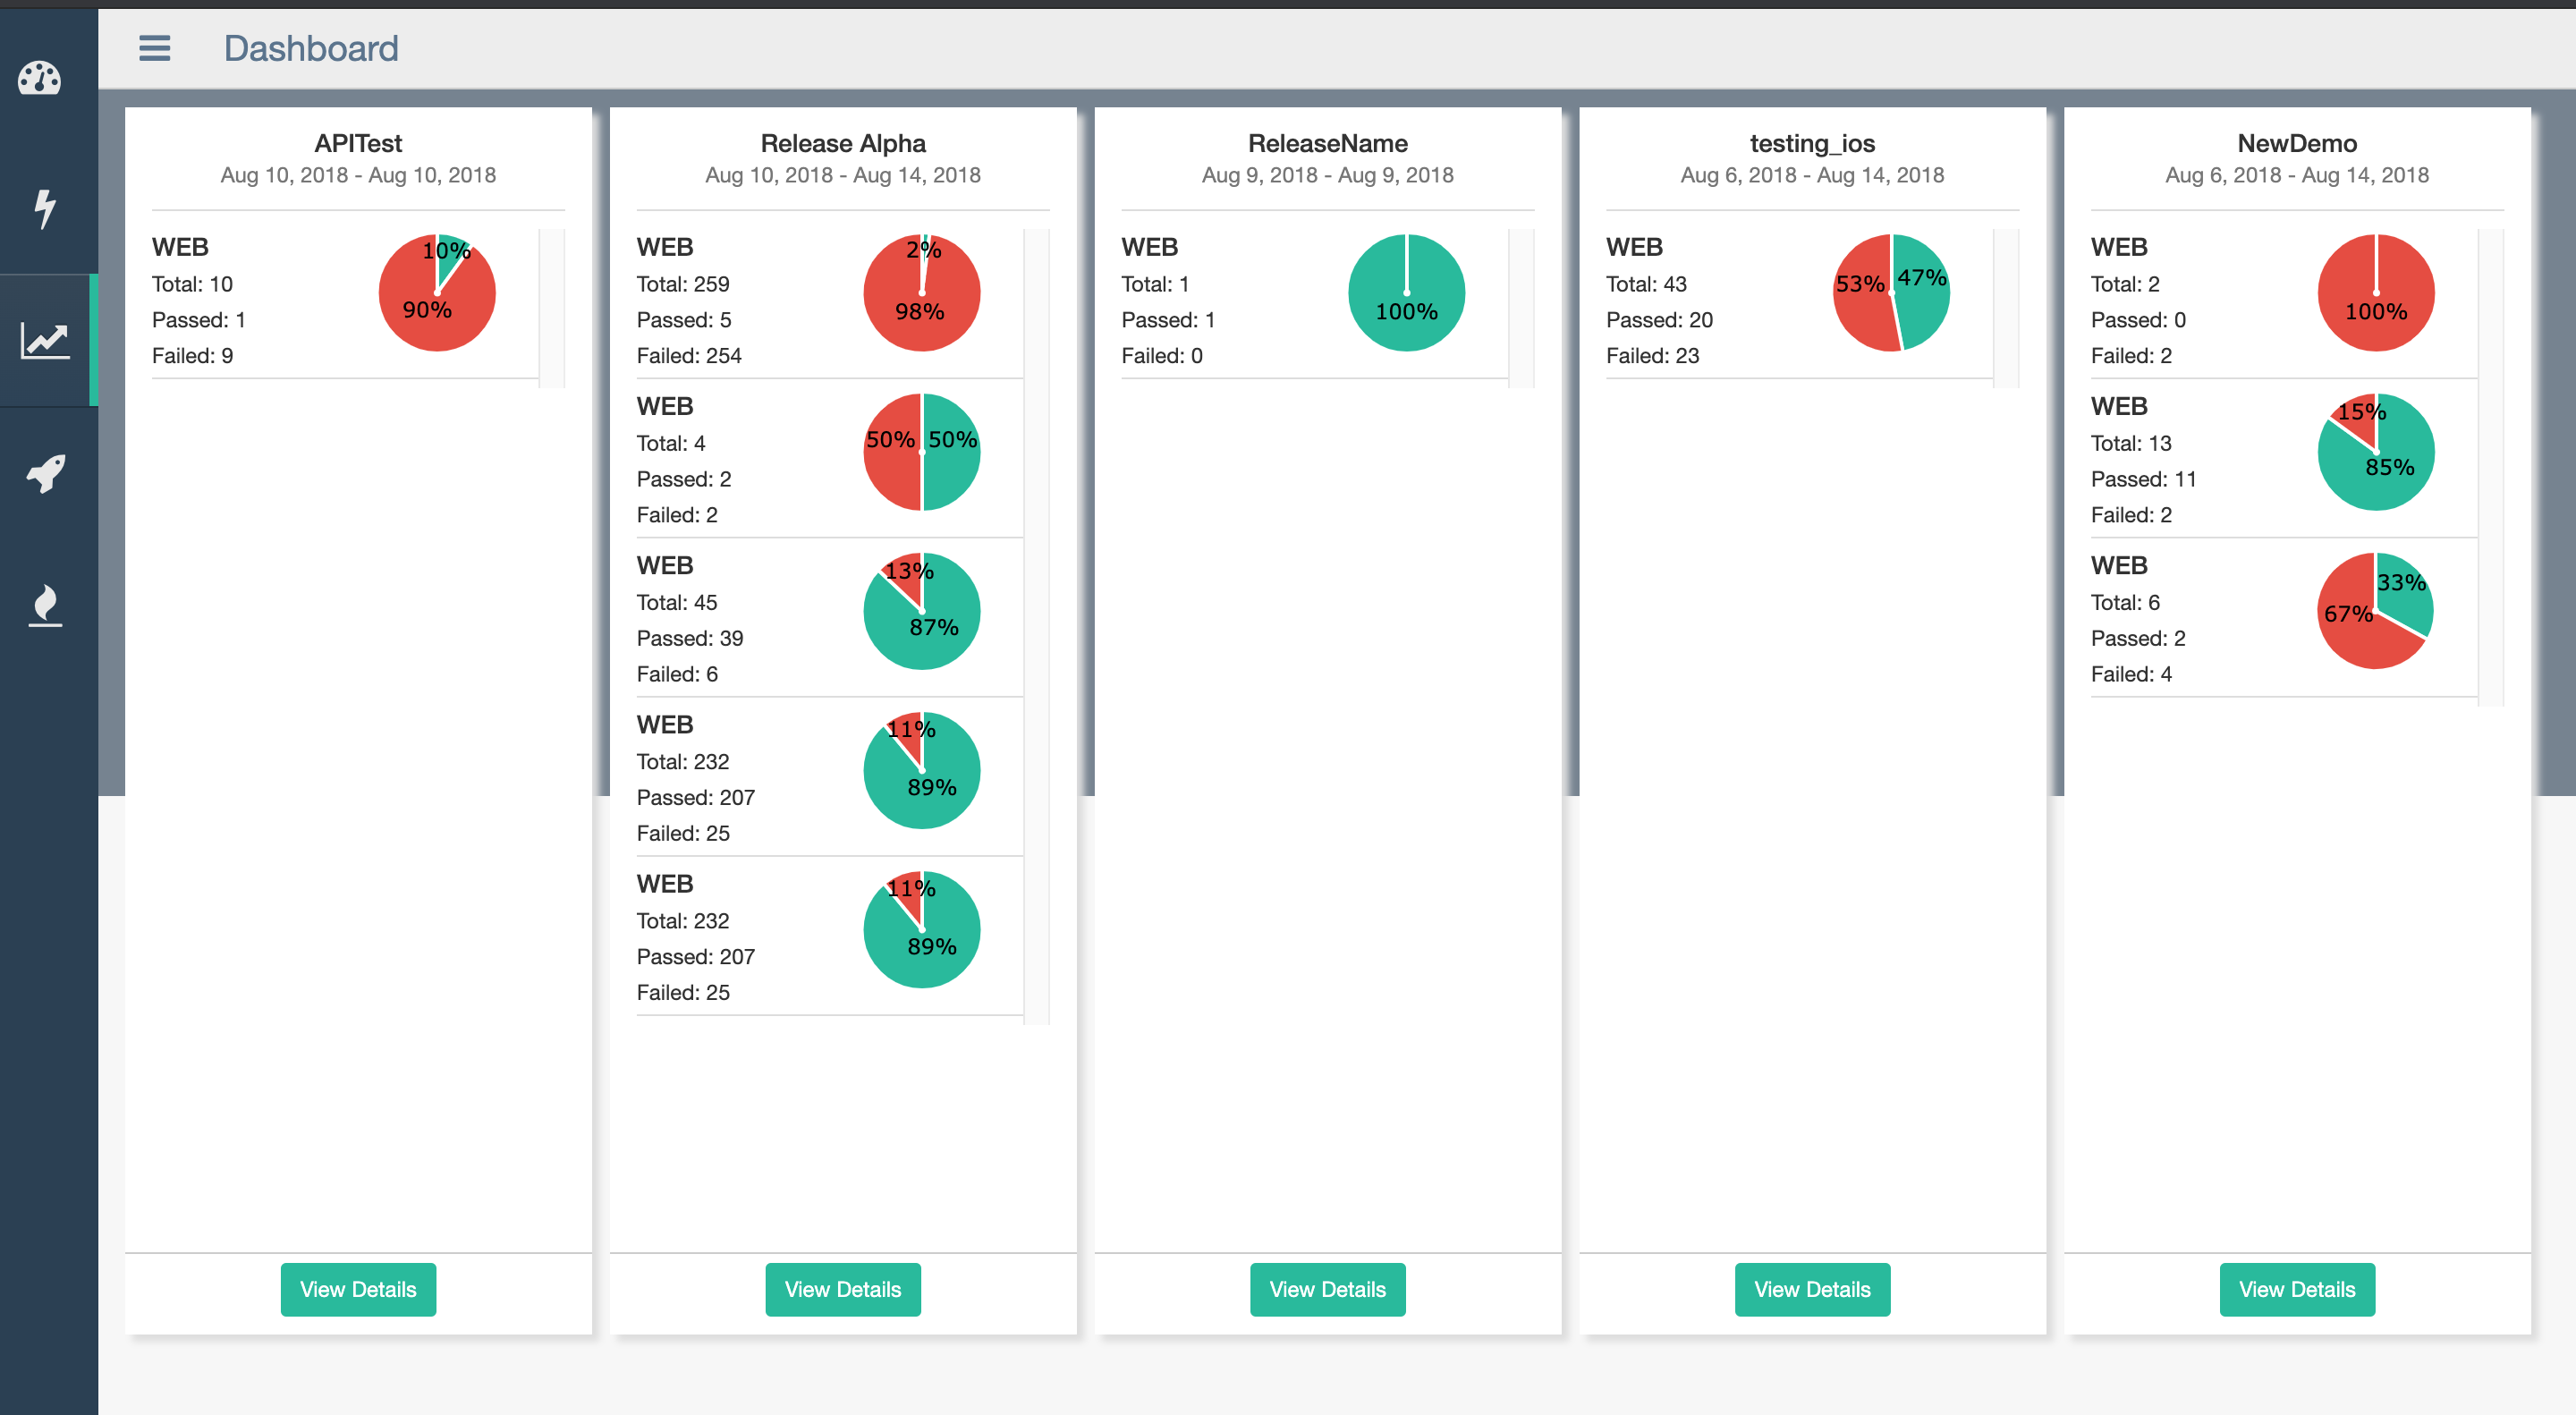 Dashboard
APITest
Aug 10, 2018 - Aug 10, 2018
WEB
Total: 10
Passed: 1
Failed: 9
10%
90%
View Details
Release Alpha
Aug 10, 2018 - Aug 14, 2018
WEB
Total: 259
Passed: 5
Failed: 254
2%
98%
WEB
Total: 4
Passed: 2
Failed: 2
50% 50%
WEB
Total: 45
Passed: 39
Failed: 6
13%
87%
WEB
Total: 232
Passed: 207
Failed: 25
11%
89%
WEB
Total: 232
Passed: 207
Failed: 25
11%
89%
View Details
ReleaseName
Aug 9, 2018 - Aug 9, 2018
WEB
Total: 1
Passed: 1
Failed: 0
100%
View Details
testing_ios
Aug 6, 2018 - Aug 14, 2018
WEB
Total: 43
Passed: 20
Failed: 23
53% 47%
View Details
NewDemo
Aug 6, 2018 - Aug 14, 2018
WEB
Total: 2
Passed: 0
Failed: 2
100%
WEB
Total: 13
Passed: 11
Failed: 2
15%
85%
WEB
Total: 6
Passed: 2
Failed: 4
33%
67%
View Details